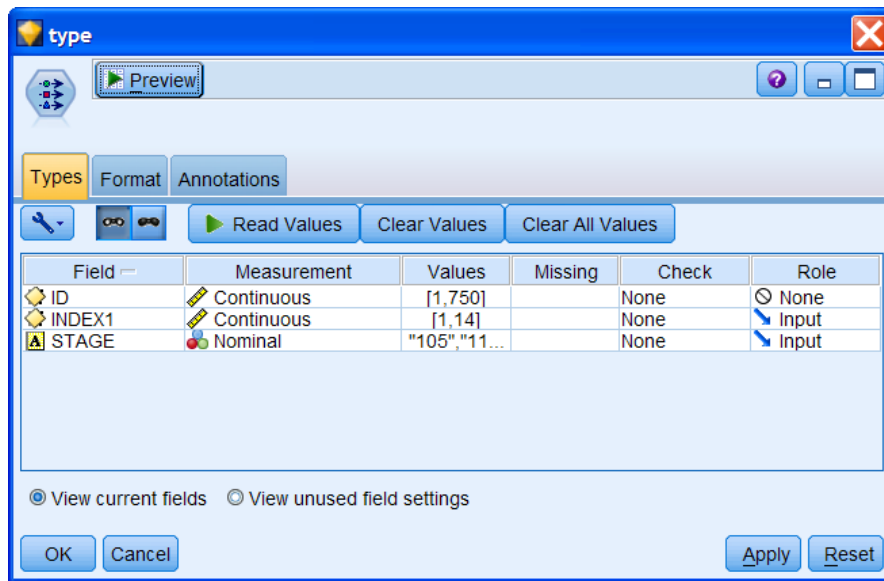 type
Preview
Types Format Annotations
Read Values Clear Values Clear All Values
Field Measurement Values Missing Check Role
ID Continuous [1,750] None None
INDEX1 Continuous [1,14] None Input
A STAGE Nominal "105","11... None Input
View current fields View unused field settings
OK Cancel Apply Reset